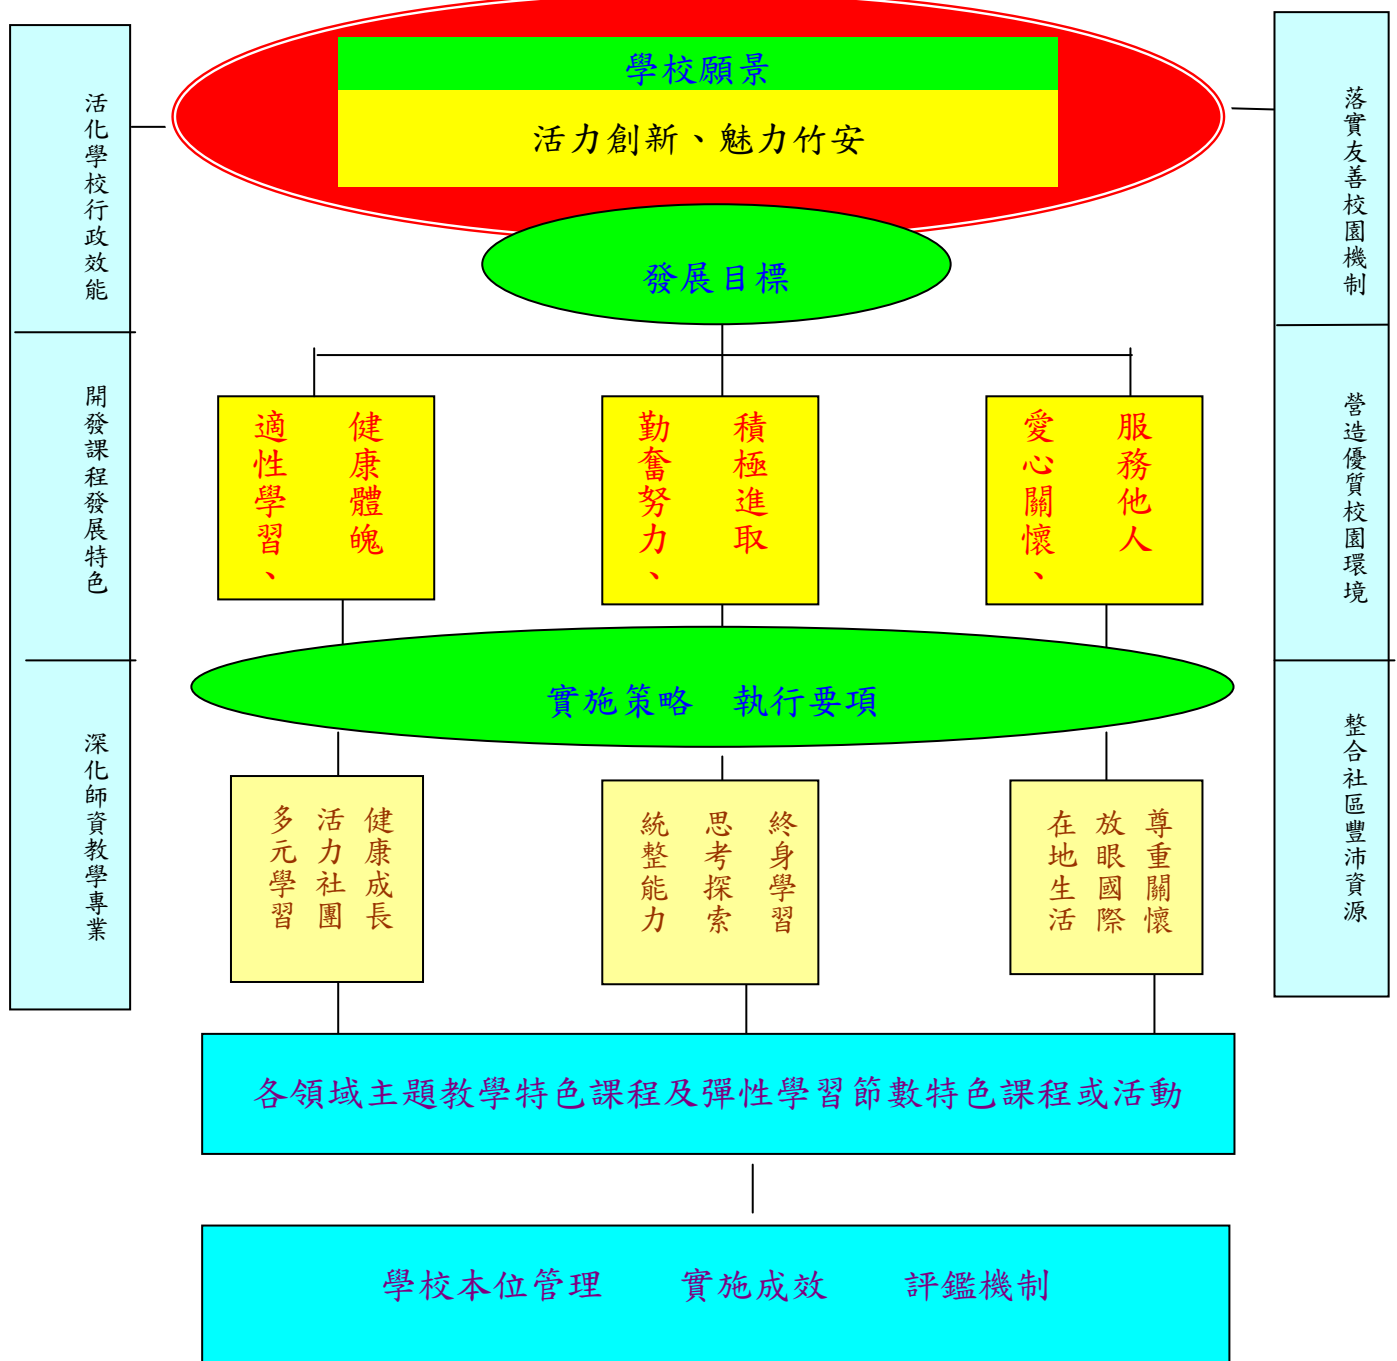 學校願景
活力創新、魅力竹安
發展目標
活化學校行政效能
開發課程發展特色
深化師資教學專業
適性學習、
健康體魄
勤奮努力、
積極進取
愛心關懷、
服務他人
實施策略　執行要項
多元學習
活力社團
健康成長
統整能力
思考探索
終身學習
在地生活
放眼國際
尊重關懷
落實友善校園機制
營造優質校園環境
整合社區豐沛資源
各領域主題教學特色課程及彈性學習節數特色課程或活動
學校本位管理　　實施成效　　評鑑機制